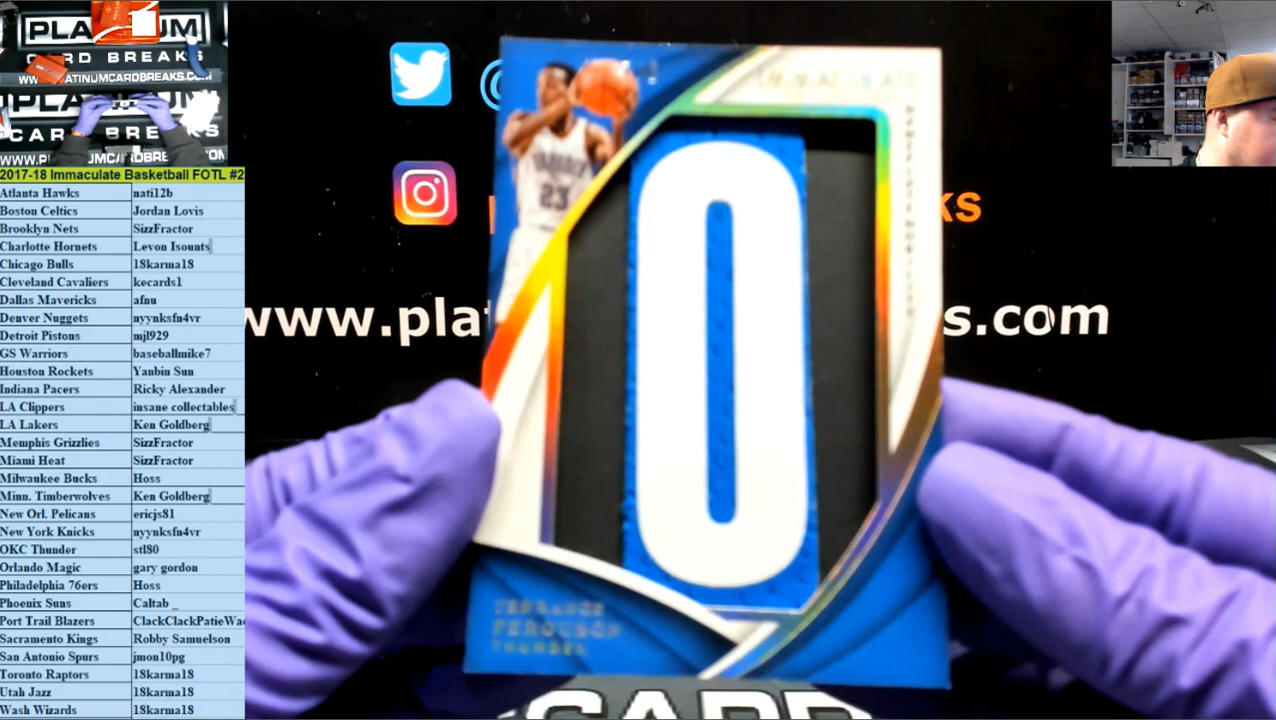 PLATINUM
CARD BREAKS
WWW.PLATINUMCARDBREAKS.COM
2017-18 Immaculate Basketball FOTL #2
Atlanta Hawks nati12b
Boston Celtics Jordan Lovis
Brooklyn Nets SizzFractor
Charlotte Hornets Levon Isounts
Chicago Bulls 18karma18
Cleveland Cavaliers kecards1
Dallas Mavericks afnu
Denver Nuggets nyynksfn4vr
Detroit Pistons mjl929
GS Warriors baseballmike7
Houston Rockets Yanbin Sun
Indiana Pacers Ricky Alexander
LA Clippers insane collectables
LA Lakers Ken Goldberg
Memphis Grizzlies SizzFractor
Miami Heat SizzFractor
Milwaukee Bucks Hoss
Minn. Timberwolves Ken Goldberg
New Orl. Pelicans ericjs81
New York Knicks nyynksfn4vr
OKC Thunder stl80
Orlando Magic gary gordon
Philadelphia 76ers Hoss
Phoenix Suns Caltab _
Port Trail Blazers ClackClackPatieWac
Sacramento Kings Robby Samuelson
San Antonio Spurs jmon10pg
Toronto Raptors 18karma18
Utah Jazz 18karma18
Wash Wizards 18karma18
@
ks
www.pla s.com
IMMACULATE
23
0
TERRANCE
FERGUSON
THUNDER
CARD